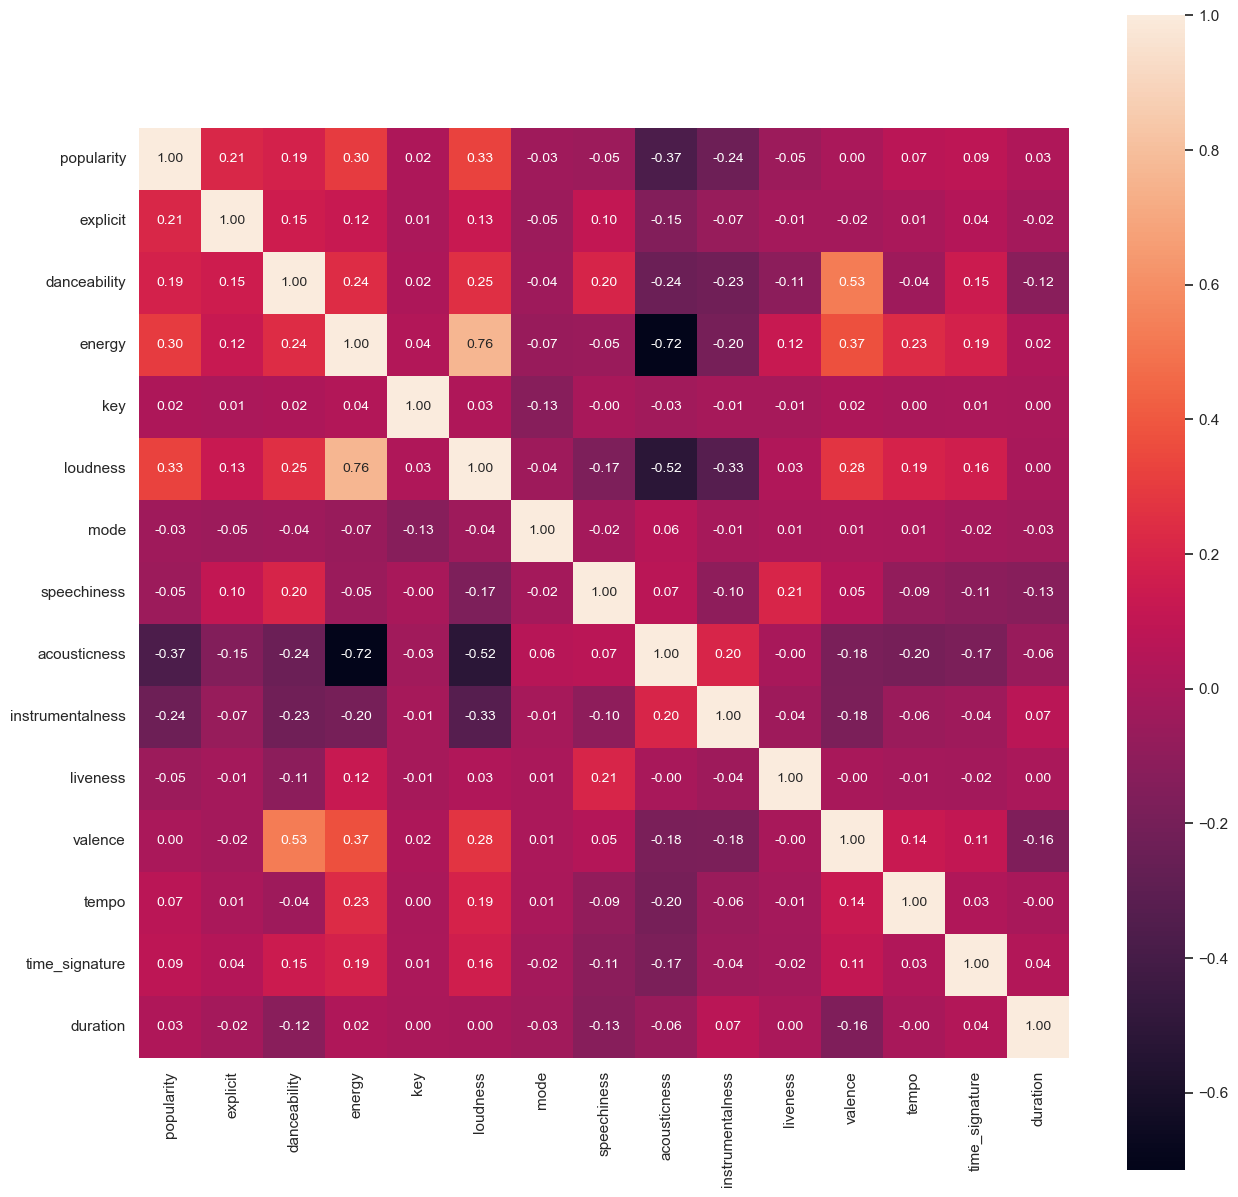 1.0
0.8
0.6
0.4
0.2
0.0
−0.2
−0.4
−0.6
popularity 1.00 0.21 0.19 0.30 0.02 0.33 -0.03 -0.05 -0.37 -0.24 -0.05 0.00 0.07 0.09 0.03
explicit 0.21 1.00 0.15 0.12 0.01 0.13 -0.05 0.10 -0.15 -0.07 -0.01 -0.02 0.01 0.04 -0.02
danceability 0.19 0.15 1.00 0.24 0.02 0.25 -0.04 0.20 -0.24 -0.23 -0.11 0.53 -0.04 0.15 -0.12
energy 0.30 0.12 0.24 1.00 0.04 0.76 -0.07 -0.05 -0.72 -0.20 0.12 0.37 0.23 0.19 0.02
key 0.02 0.01 0.02 0.04 1.00 0.03 -0.13 -0.00 -0.03 -0.01 -0.01 0.02 0.00 0.01 0.00
loudness 0.33 0.13 0.25 0.76 0.03 1.00 -0.04 -0.17 -0.52 -0.33 0.03 0.28 0.19 0.16 0.00
mode -0.03 -0.05 -0.04 -0.07 -0.13 -0.04 1.00 -0.02 0.06 -0.01 0.01 0.01 0.01 -0.02 -0.03
speechiness -0.05 0.10 0.20 -0.05 -0.00 -0.17 -0.02 1.00 0.07 -0.10 0.21 0.05 -0.09 -0.11 -0.13
acousticness -0.37 -0.15 -0.24 -0.72 -0.03 -0.52 0.06 0.07 1.00 0.20 -0.00 -0.18 -0.20 -0.17 -0.06
instrumentalness -0.24 -0.07 -0.23 -0.20 -0.01 -0.33 -0.01 -0.10 0.20 1.00 -0.04 -0.18 -0.06 -0.04 0.07
liveness -0.05 -0.01 -0.11 0.12 -0.01 0.03 0.01 0.21 -0.00 -0.04 1.00 -0.00 -0.01 -0.02 0.00
valence 0.00 -0.02 0.53 0.37 0.02 0.28 0.01 0.05 -0.18 -0.18 -0.00 1.00 0.14 0.11 -0.16
tempo 0.07 0.01 -0.04 0.23 0.00 0.19 0.01 -0.09 -0.20 -0.06 -0.01 0.14 1.00 0.03 -0.00
time_signature 0.09 0.04 0.15 0.19 0.01 0.16 -0.02 -0.11 -0.17 -0.04 -0.02 0.11 0.03 1.00 0.04
duration 0.03 -0.02 -0.12 0.02 0.00 0.00 -0.03 -0.13 -0.06 0.07 0.00 -0.16 -0.00 0.04 1.00
popularity
explicit
danceability
energy
key
loudness
mode
speechiness
acousticness
instrumentalness
liveness
valence
tempo
time_signature
duration